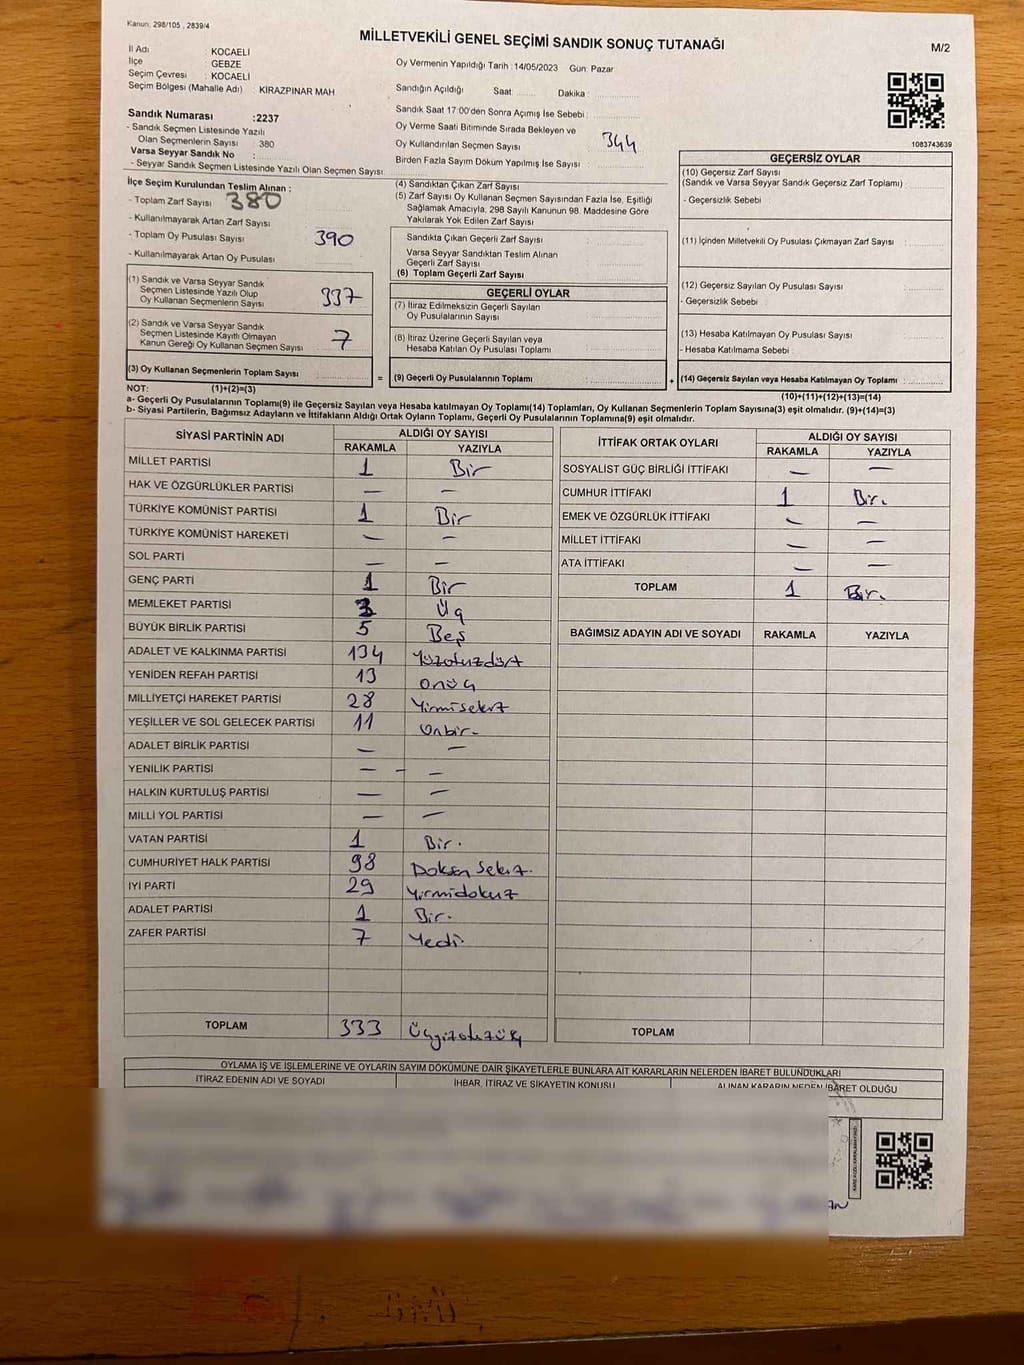 Kanun: 298/105 , 2839/4
MİLLETVEKİLİ GENEL SEÇİMİ SANDIK SONUÇ TUTANAĞI
M/2
İl Adı : KOCAELİ
İlçe : GEBZE
Seçim Çevresi : KOCAELİ
Seçim Bölgesi (Mahalle Adı) : KİRAZPINAR MAH
Oy Vermenin Yapıldığı Tarih : 14/05/2023 Gün: Pazar
Sandığın Açıldığı Saat: Dakika :
Sandık Saat 17:00'den Sonra Açımış İse Sebebi :
Oy Verme Saati Bitiminde Sırada Bekleyen ve
Oy Kullandırılan Seçmen Sayısı : 344
Birden Fazla Sayım Döküm Yapılmış İse Sayısı :
1083743639
Sandık Numarası :2237
- Sandık Seçmen Listesinde Yazılı
Olan Seçmenlerin Sayısı : 380
Varsa Seyyar Sandık No :
- Seyyar Sandık Seçmen Listesinde Yazılı Olan Seçmen Sayısı:
İlçe Seçim Kurulundan Teslim Alınan :
- Toplam Zarf Sayısı : 380
- Kullanılmayarak Artan Zarf Sayısı :
- Toplam Oy Pusulası Sayısı : 390
- Kullanılmayarak Artan Oy Pusulası :
(1) Sandık ve Varsa Seyyar Sandık
Seçmen Listesinde Yazılı Olup
Oy Kullanan Seçmenlerin Sayısı : 337
(2) Sandık ve Varsa Seyyar Sandık
Seçmen Listesinde Kayıtlı Olmayan
Kanun Gereği Oy Kullanan Seçmen Sayısı : 7
(3) Oy Kullanan Seçmenlerin Toplam Sayısı :
(4) Sandıktan Çıkan Zarf Sayısı :
(5) Zarf Sayısı Oy Kullanan Seçmen Sayısından Fazla İse, Eşitliği
Sağlamak Amacıyla, 298 Sayılı Kanunun 98. Maddesine Göre
Yakılarak Yok Edilen Zarf Sayısı :
Sandıkta Çıkan Geçerli Zarf Sayısı :
Varsa Seyyar Sandıktan Teslim Alınan
Geçerli Zarf Sayısı :
(6) Toplam Geçerli Zarf Sayısı :
GEÇERLİ OYLAR
(7) İtiraz Edilmeksizin Geçerli Sayılan
Oy Pusulalarının Sayısı :
(8) İtiraz Üzerine Geçerli Sayılan veya
Hesaba Katılan Oy Pusulası Toplamı :
= (9) Geçerli Oy Pusulalarının Toplamı :
GEÇERSİZ OYLAR
(10) Geçersiz Zarf Sayısı
(Sandık ve Varsa Seyyar Sandık Geçersiz Zarf Toplamı) :
- Geçersizlik Sebebi :
(11) İçinden Milletvekili Oy Pusulası Çıkmayan Zarf Sayısı :
(12) Geçersiz Sayılan Oy Pusulası Sayısı :
- Geçersizlik Sebebi :
(13) Hesaba Katılmayan Oy Pusulası Sayısı :
- Hesaba Katılmama Sebebi :
+ (14) Geçersiz Sayılan veya Hesaba Katılmayan Oy Toplamı :
NOT: (1)+(2)=(3)
(10)+(11)+(12)+(13)=(14)
a- Geçerli Oy Pusulalarının Toplamı(9) ile Geçersiz Sayılan veya Hesaba katılmayan Oy Toplamı(14) Toplamları, Oy Kullanan Seçmenlerin Toplam Sayısına(3) eşit olmalıdır. (9)+(14)=(3)
b- Siyasi Partilerin, Bağımsız Adayların ve İttifakların Aldığı Ortak Oyların Toplamı, Geçerli Oy Pusulalarının Toplamına(9) eşit olmalıdır.
SİYASİ PARTİNİN ADI ALDIĞI OY SAYISI
RAKAMLA YAZIYLA
MİLLET PARTİSİ 1 Bir
HAK VE ÖZGÜRLÜKLER PARTİSİ — —
TÜRKİYE KOMÜNİST PARTİSİ 1 Bir
TÜRKİYE KOMÜNİST HAREKETİ — —
SOL PARTİ — —
GENÇ PARTİ 1 Bir
MEMLEKET PARTİSİ 3 Üç
BÜYÜK BİRLİK PARTİSİ 5 Beş
ADALET VE KALKINMA PARTİSİ 134 Yüzotuzdört
YENİDEN REFAH PARTİSİ 13 Onüç
MİLLİYETÇİ HAREKET PARTİSİ 28 Yirmisekiz
YEŞİLLER VE SOL GELECEK PARTİSİ 11 Onbir.
ADALET BİRLİK PARTİSİ — —
YENİLİK PARTİSİ — — —
HALKIN KURTULUŞ PARTİSİ — —
MİLLİ YOL PARTİSİ — —
VATAN PARTİSİ 1 Bir.
CUMHURİYET HALK PARTİSİ 98 Doksan Sekiz.
İYİ PARTİ 29 Yirmidokuz
ADALET PARTİSİ 1 Bir.
ZAFER PARTİSİ 7 Yedi.
TOPLAM 333 Üçyüzotuzüç
İTTİFAK ORTAK OYLARI ALDIĞI OY SAYISI
RAKAMLA YAZIYLA
SOSYALİST GÜÇ BİRLİĞİ İTTİFAKI — —
CUMHUR İTTİFAKI 1 Bir.
EMEK VE ÖZGÜRLÜK İTTİFAKI — —
MİLLET İTTİFAKI — —
ATA İTTİFAKI — —
TOPLAM 1 Bir.
BAĞIMSIZ ADAYIN ADI VE SOYADI RAKAMLA YAZIYLA
TOPLAM
OYLAMA İŞ VE İŞLEMLERİNE VE OYLARIN SAYIM DÖKÜMÜNE DAİR ŞİKAYETLERLE BUNLARA AİT KARARLARIN NELERDEN İBARET BULUNDUKLARI
İTİRAZ EDENİN ADI VE SOYADI İHBAR, İTİRAZ VE ŞİKAYETİN KONUSU ALINAN KARARIN NEDEN İBARET OLDUĞU